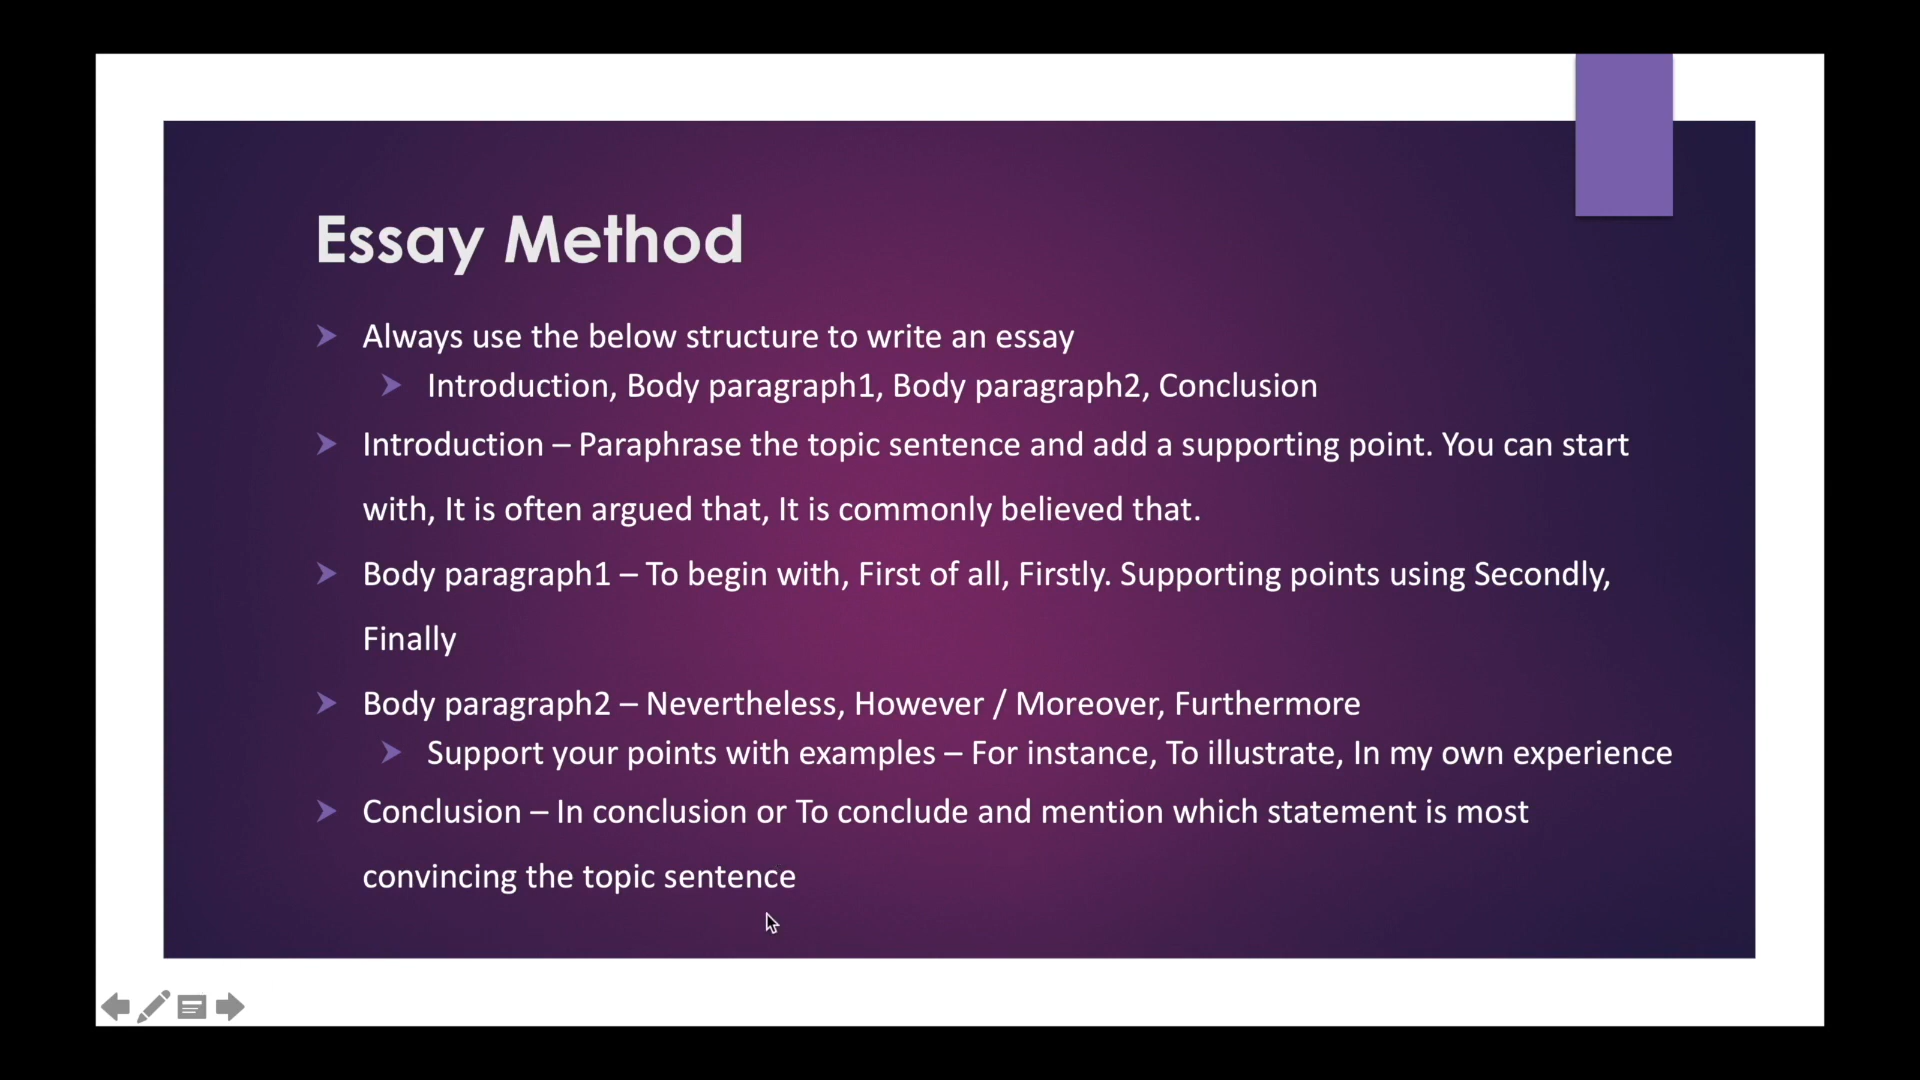 Essay Method
Always use the below structure to write an essay
Introduction, Body paragraph1, Body paragraph2, Conclusion
Introduction – Paraphrase the topic sentence and add a supporting point. You can start
with, It is often argued that, It is commonly believed that.
Body paragraph1 – To begin with, First of all, Firstly. Supporting points using Secondly,
Finally
Body paragraph2 – Nevertheless, However / Moreover, Furthermore
Support your points with examples – For instance, To illustrate, In my own experience
Conclusion – In conclusion or To conclude and mention which statement is most
convincing the topic sentence